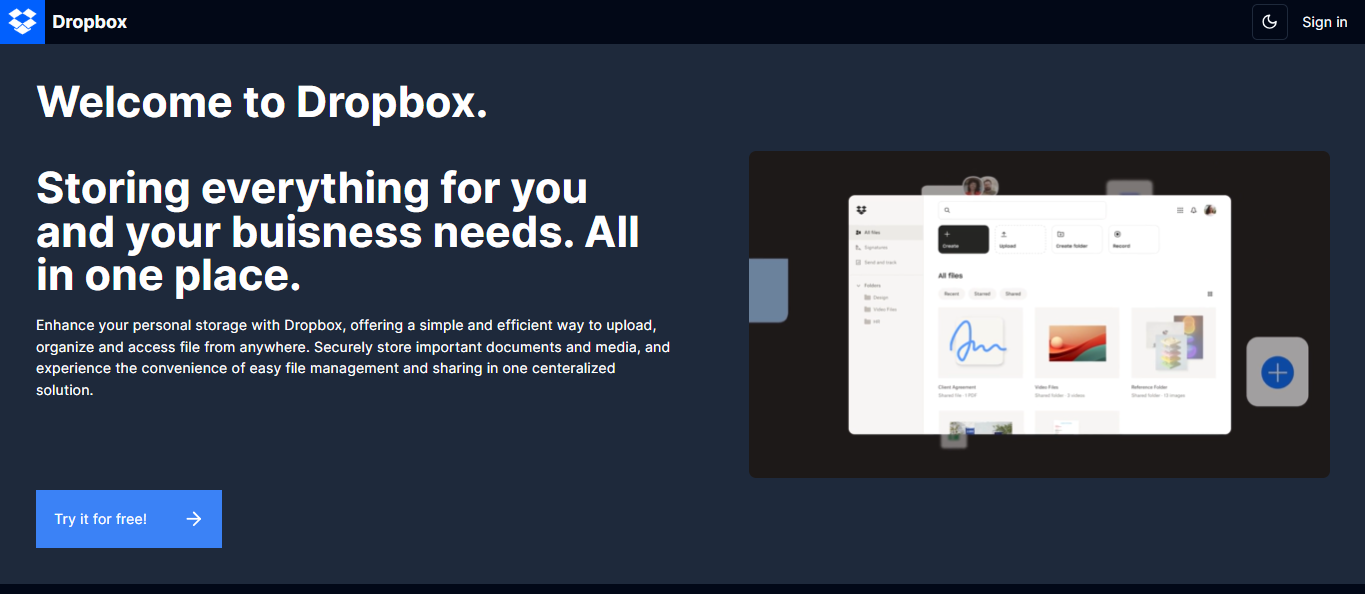 Dropbox
Sign in
Welcome to Dropbox.
Storing everything for you
and your buisness needs. All
in one place.
Enhance your personal storage with Dropbox, offering a simple and efficient way to upload,
organize and access file from anywhere. Securely store important documents and media, and
experience the convenience of easy file management and sharing in one centeralized
solution.
Try it for free!
All files
Signatures
Send and track
Folders
Design
Video Files
HR
Create
Upload
Create folder
Record
All files
Recent
Starred
Shared
Client Agreement
Shared file · 1 PDF
Video Files
Shared folder · 2 videos
Reference Folder
Shared folder · 13 images